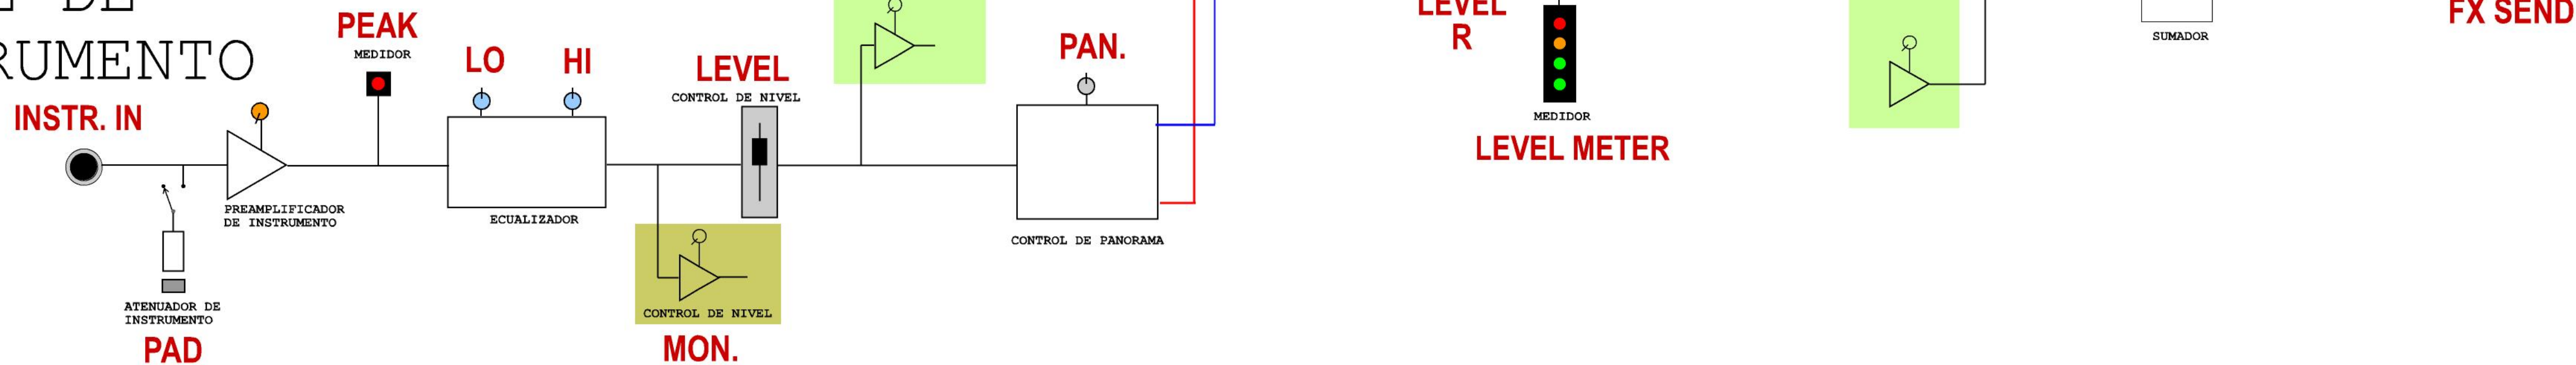 DE
RUMENTO
INSTR. IN
PEAK
MEDIDOR
LO
HI
LEVEL
CONTROL DE NIVEL
PAN.
PREAMPLIFICADOR
DE INSTRUMENTO
ECUALIZADOR
CONTROL DE PANORAMA
ATENUADOR DE
INSTRUMENTO
PAD
CONTROL DE NIVEL
MON.
LEVEL
R
MEDIDOR
LEVEL METER
SUMADOR
FX SEND